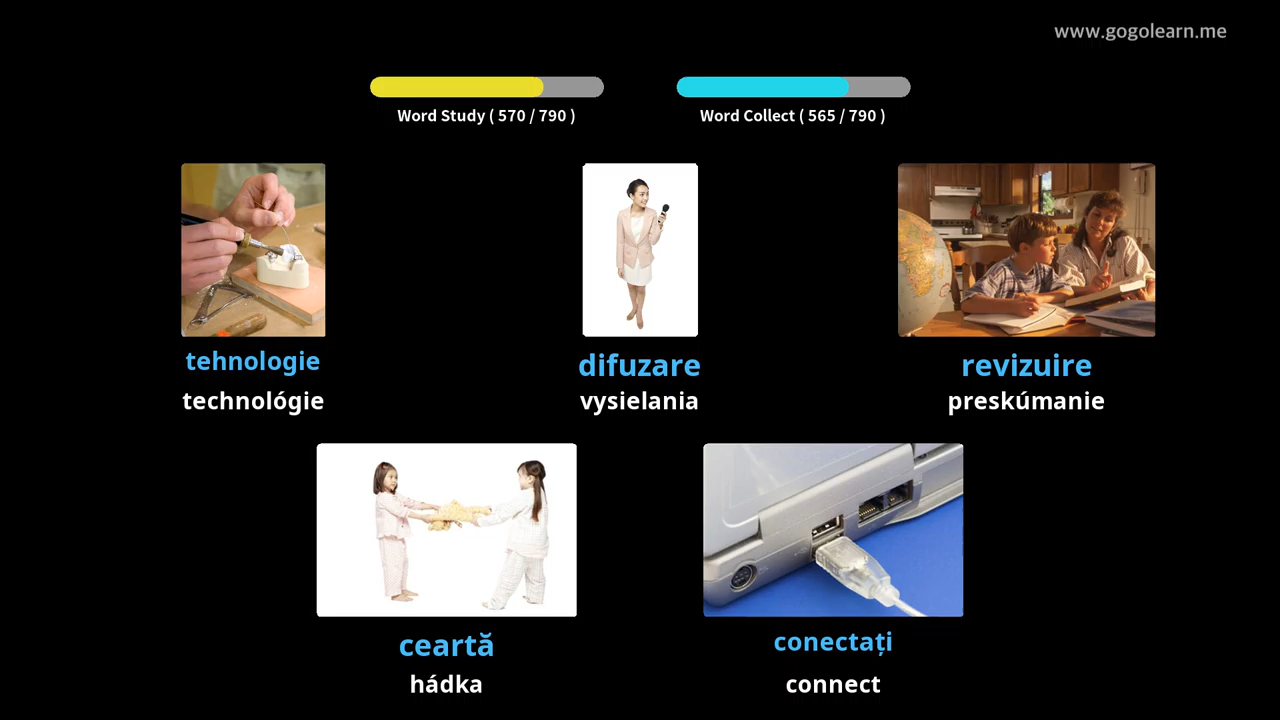 www.gogolearn.me
Word Study ( 570 / 790 )
Word Collect ( 565 / 790 )
tehnologie
technológie
difuzare
vysielania
revizuire
preskúmanie
ceartă
hádka
conectați
connect